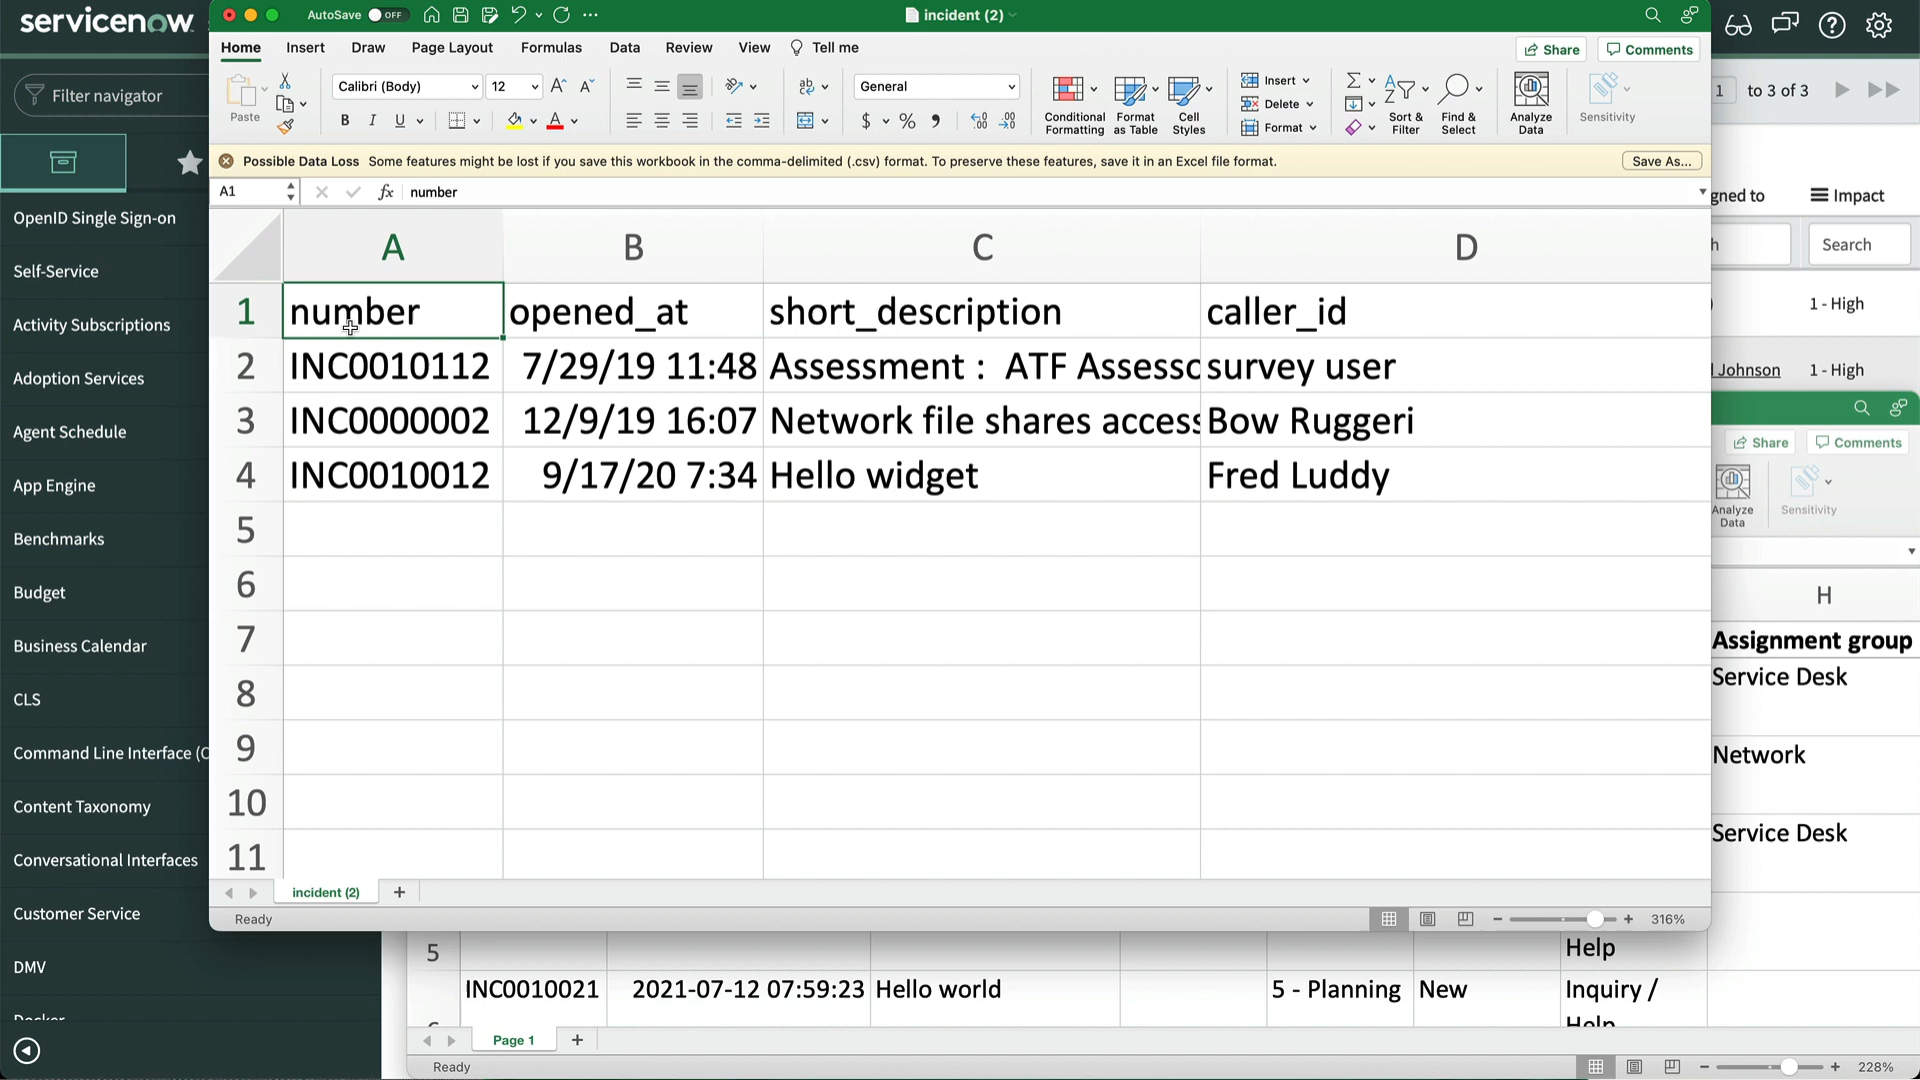 servicenow
AutoSave OFF
incident (2)
Home Insert Draw Page Layout Formulas Data Review View Tell me
Share Comments
Filter navigator
Paste
Calibri (Body) 12
B I U
General
$ % 9
Conditional Formatting
Format as Table
Cell Styles
Insert
Delete
Format
Sort & Filter
Find & Select
Analyze Data
Sensitivity
1 to 3 of 3
Possible Data Loss Some features might be lost if you save this workbook in the comma-delimited (.csv) format. To preserve these features, save it in an Excel file format.
Save As...
A1 fx number
gned to Impact
h Search
1 - High
Johnson 1 - High
A B C D
1 number opened_at short_description caller_id
2 INC0010112 7/29/19 11:48 Assessment : ATF Assessc survey user
3 INC0000002 12/9/19 16:07 Network file shares access Bow Ruggeri
4 INC0010012 9/17/20 7:34 Hello widget Fred Luddy
5
6
7
8
9
10
11
incident (2) +
Ready
316%
OpenID Single Sign-on
Self-Service
Activity Subscriptions
Adoption Services
Agent Schedule
App Engine
Benchmarks
Budget
Business Calendar
CLS
Command Line Interface (C
Content Taxonomy
Conversational Interfaces
Customer Service
DMV
Share Comments
Analyze Data
Sensitivity
H
Assignment group
Service Desk
Network
Service Desk
5 Help
INC0010021 2021-07-12 07:59:23 Hello world 5 - Planning New Inquiry /
Help
Page 1 +
Ready
228%